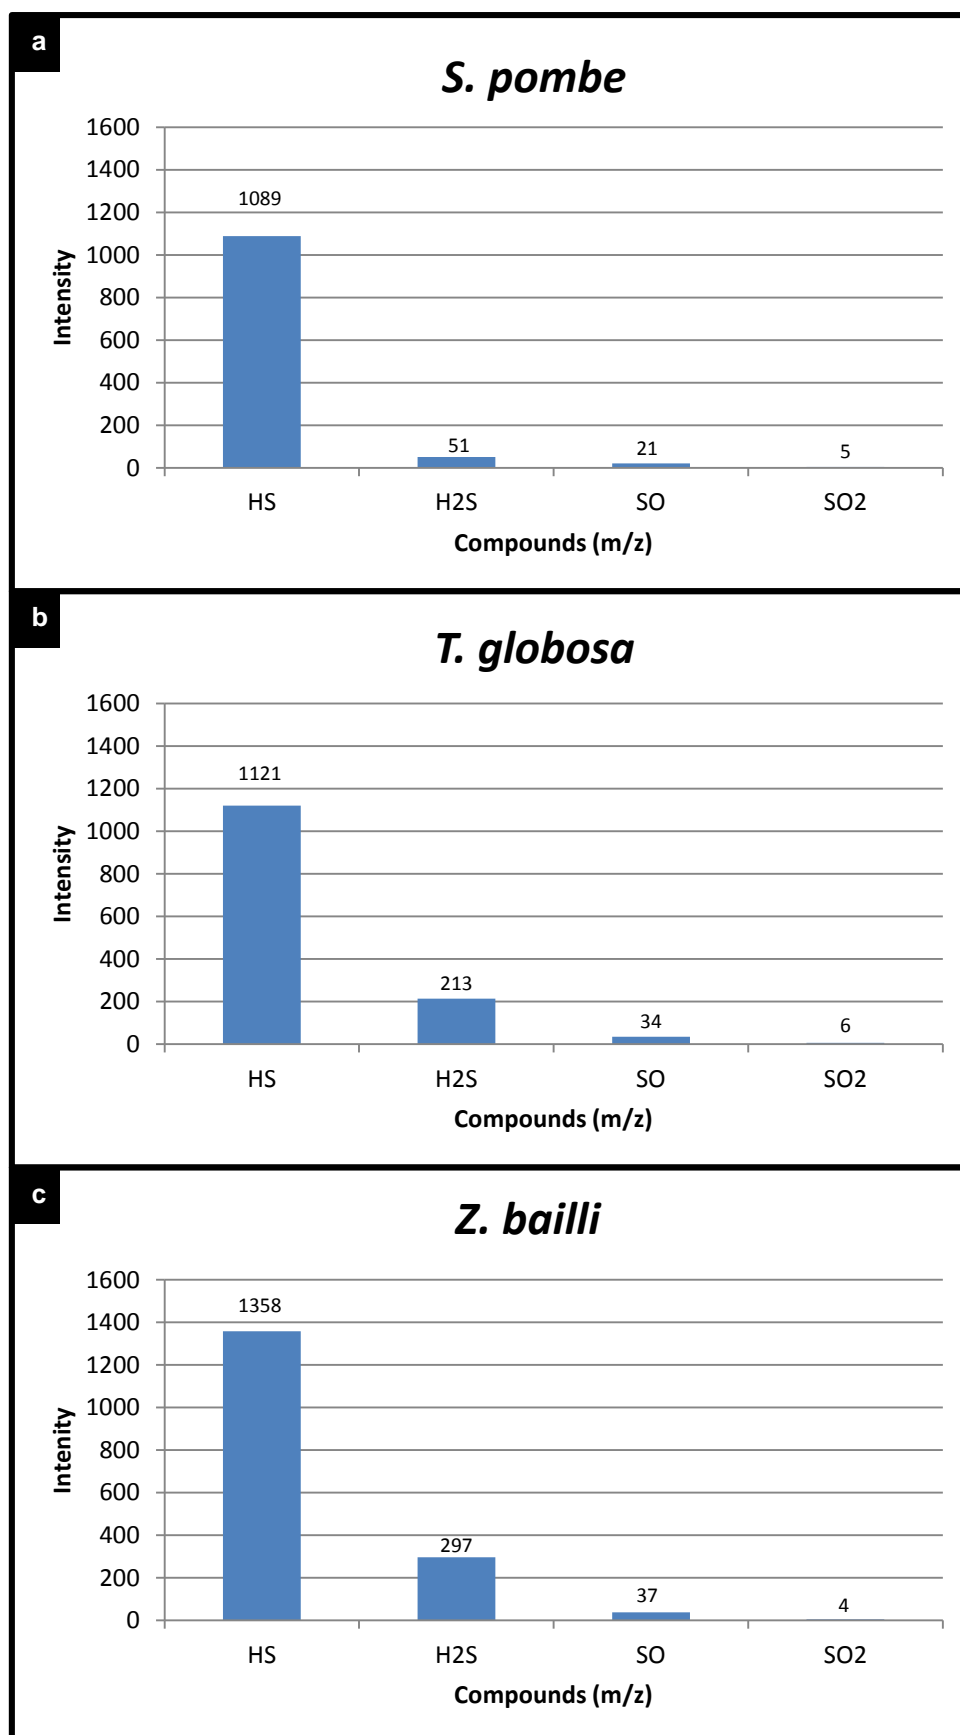 a
S. pombe
1600
1400
1200
1000
800
600
400
200
0
Intensity
1089
51
21
5
HS H2S SO SO2
Compounds (m/z)
b
T. globosa
1600
1400
1200
1000
800
600
400
200
0
Intensity
1121
213
34
6
HS H2S SO SO2
Compounds (m/z)
c
Z. bailli
1600
1400
1200
1000
800
600
400
200
0
Intenity
1358
297
37
4
HS H2S SO SO2
Compounds (m/z)